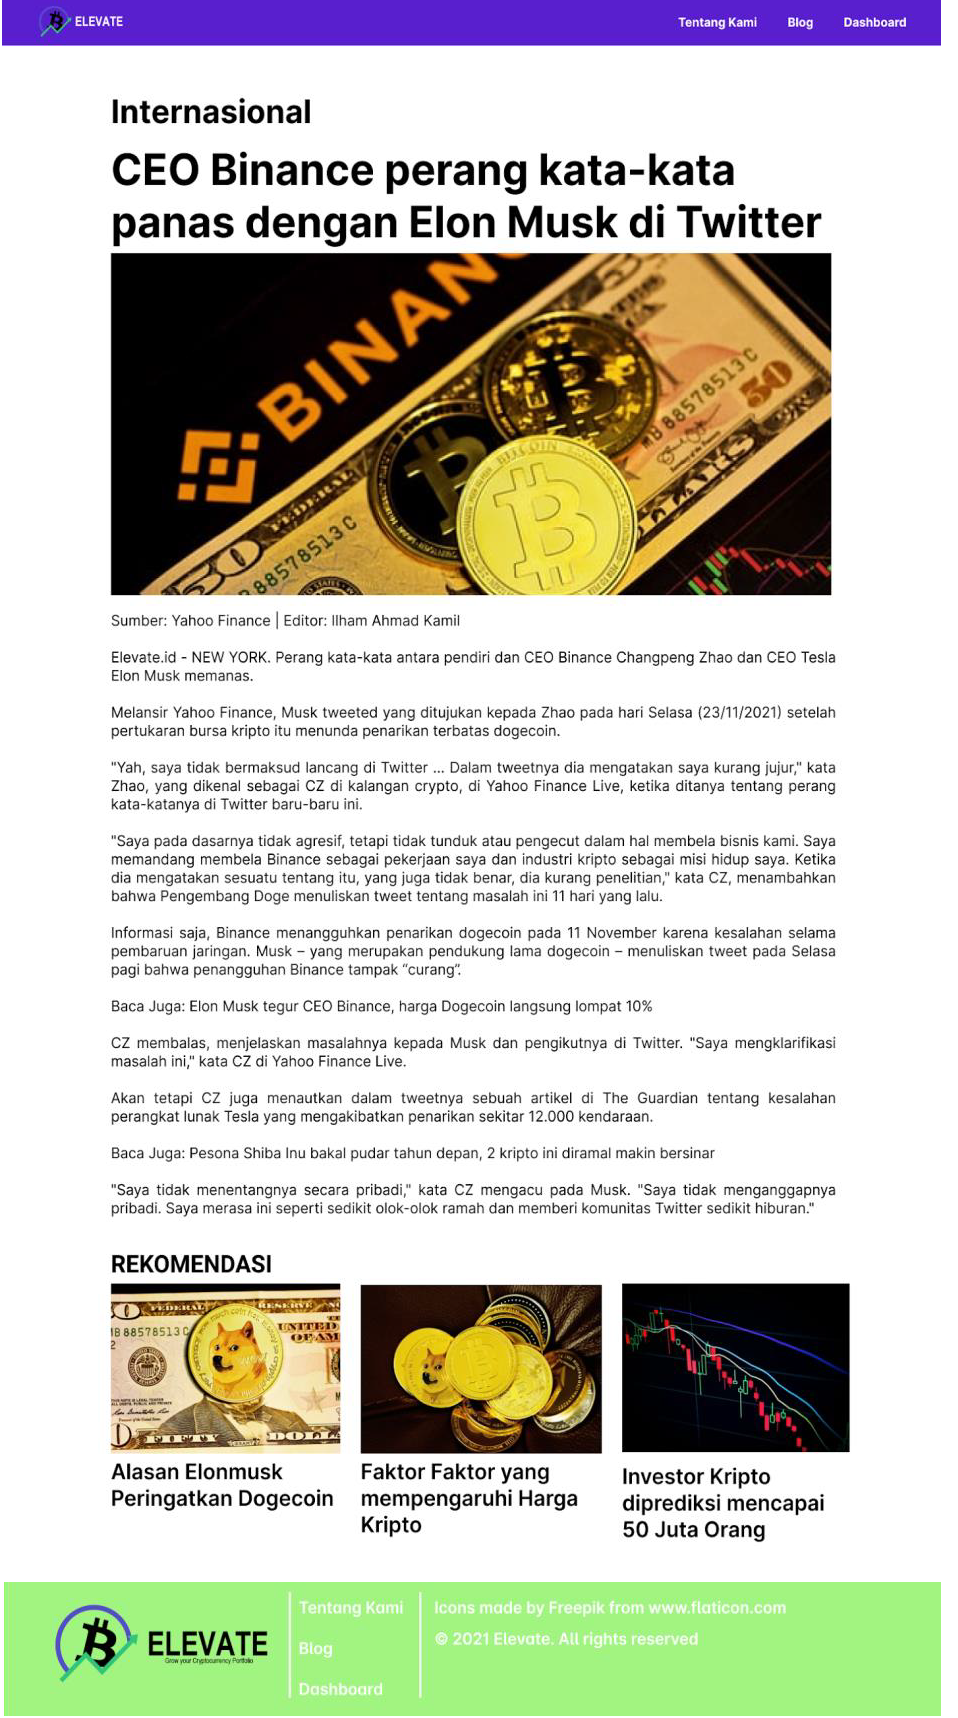 ELEVATE
Tentang Kami
Blog
Dashboard
Internasional
CEO Binance perang kata-kata
panas dengan Elon Musk di Twitter
BINAN
50
MB 88578513 C
FEDERAL
BITCOIN
50
B 88578513 C
Sumber: Yahoo Finance | Editor: Ilham Ahmad Kamil
Elevate.id - NEW YORK. Perang kata-kata antara pendiri dan CEO Binance Changpeng Zhao dan CEO Tesla
Elon Musk memanas.
Melansir Yahoo Finance, Musk tweeted yang ditujukan kepada Zhao pada hari Selasa (23/11/2021) setelah
pertukaran bursa kripto itu menunda penarikan terbatas dogecoin.
"Yah, saya tidak bermaksud lancang di Twitter ... Dalam tweetnya dia mengatakan saya kurang jujur," kata
Zhao, yang dikenal sebagai CZ di kalangan crypto, di Yahoo Finance Live, ketika ditanya tentang perang
kata-katanya di Twitter baru-baru ini.
"Saya pada dasarnya tidak agresif, tetapi tidak tunduk atau pengecut dalam hal membela bisnis kami. Saya
memandang membela Binance sebagai pekerjaan saya dan industri kripto sebagai misi hidup saya. Ketika
dia mengatakan sesuatu tentang itu, yang juga tidak benar, dia kurang penelitian," kata CZ, menambahkan
bahwa Pengembang Doge menuliskan tweet tentang masalah ini 11 hari yang lalu.
Informasi saja, Binance menangguhkan penarikan dogecoin pada 11 November karena kesalahan selama
pembaruan jaringan. Musk – yang merupakan pendukung lama dogecoin – menuliskan tweet pada Selasa
pagi bahwa penangguhan Binance tampak “curang”.
Baca Juga: Elon Musk tegur CEO Binance, harga Dogecoin langsung lompat 10%
CZ membalas, menjelaskan masalahnya kepada Musk dan pengikutnya di Twitter. "Saya mengklarifikasi
masalah ini," kata CZ di Yahoo Finance Live.
Akan tetapi CZ juga menautkan dalam tweetnya sebuah artikel di The Guardian tentang kesalahan
perangkat lunak Tesla yang mengakibatkan penarikan sekitar 12.000 kendaraan.
Baca Juga: Pesona Shiba Inu bakal pudar tahun depan, 2 kripto ini diramal makin bersinar
"Saya tidak menentangnya secara pribadi," kata CZ mengacu pada Musk. "Saya tidak menganggapnya
pribadi. Saya merasa ini seperti sedikit olok-olok ramah dan memberi komunitas Twitter sedikit hiburan."
REKOMENDASI
FEDERAL RESERVE
B 88578513 C
UNITED
FIFTY DOLL
Alasan Elonmusk
Peringatkan Dogecoin
Faktor Faktor yang
mempengaruhi Harga
Kripto
Investor Kripto
diprediksi mencapai
50 Juta Orang
ELEVATE
Grow your Cryptocurrency Portfolio
Tentang Kami
Blog
Dashboard
Icons made by Freepik from www.flaticon.com
© 2021 Elevate. All rights reserved